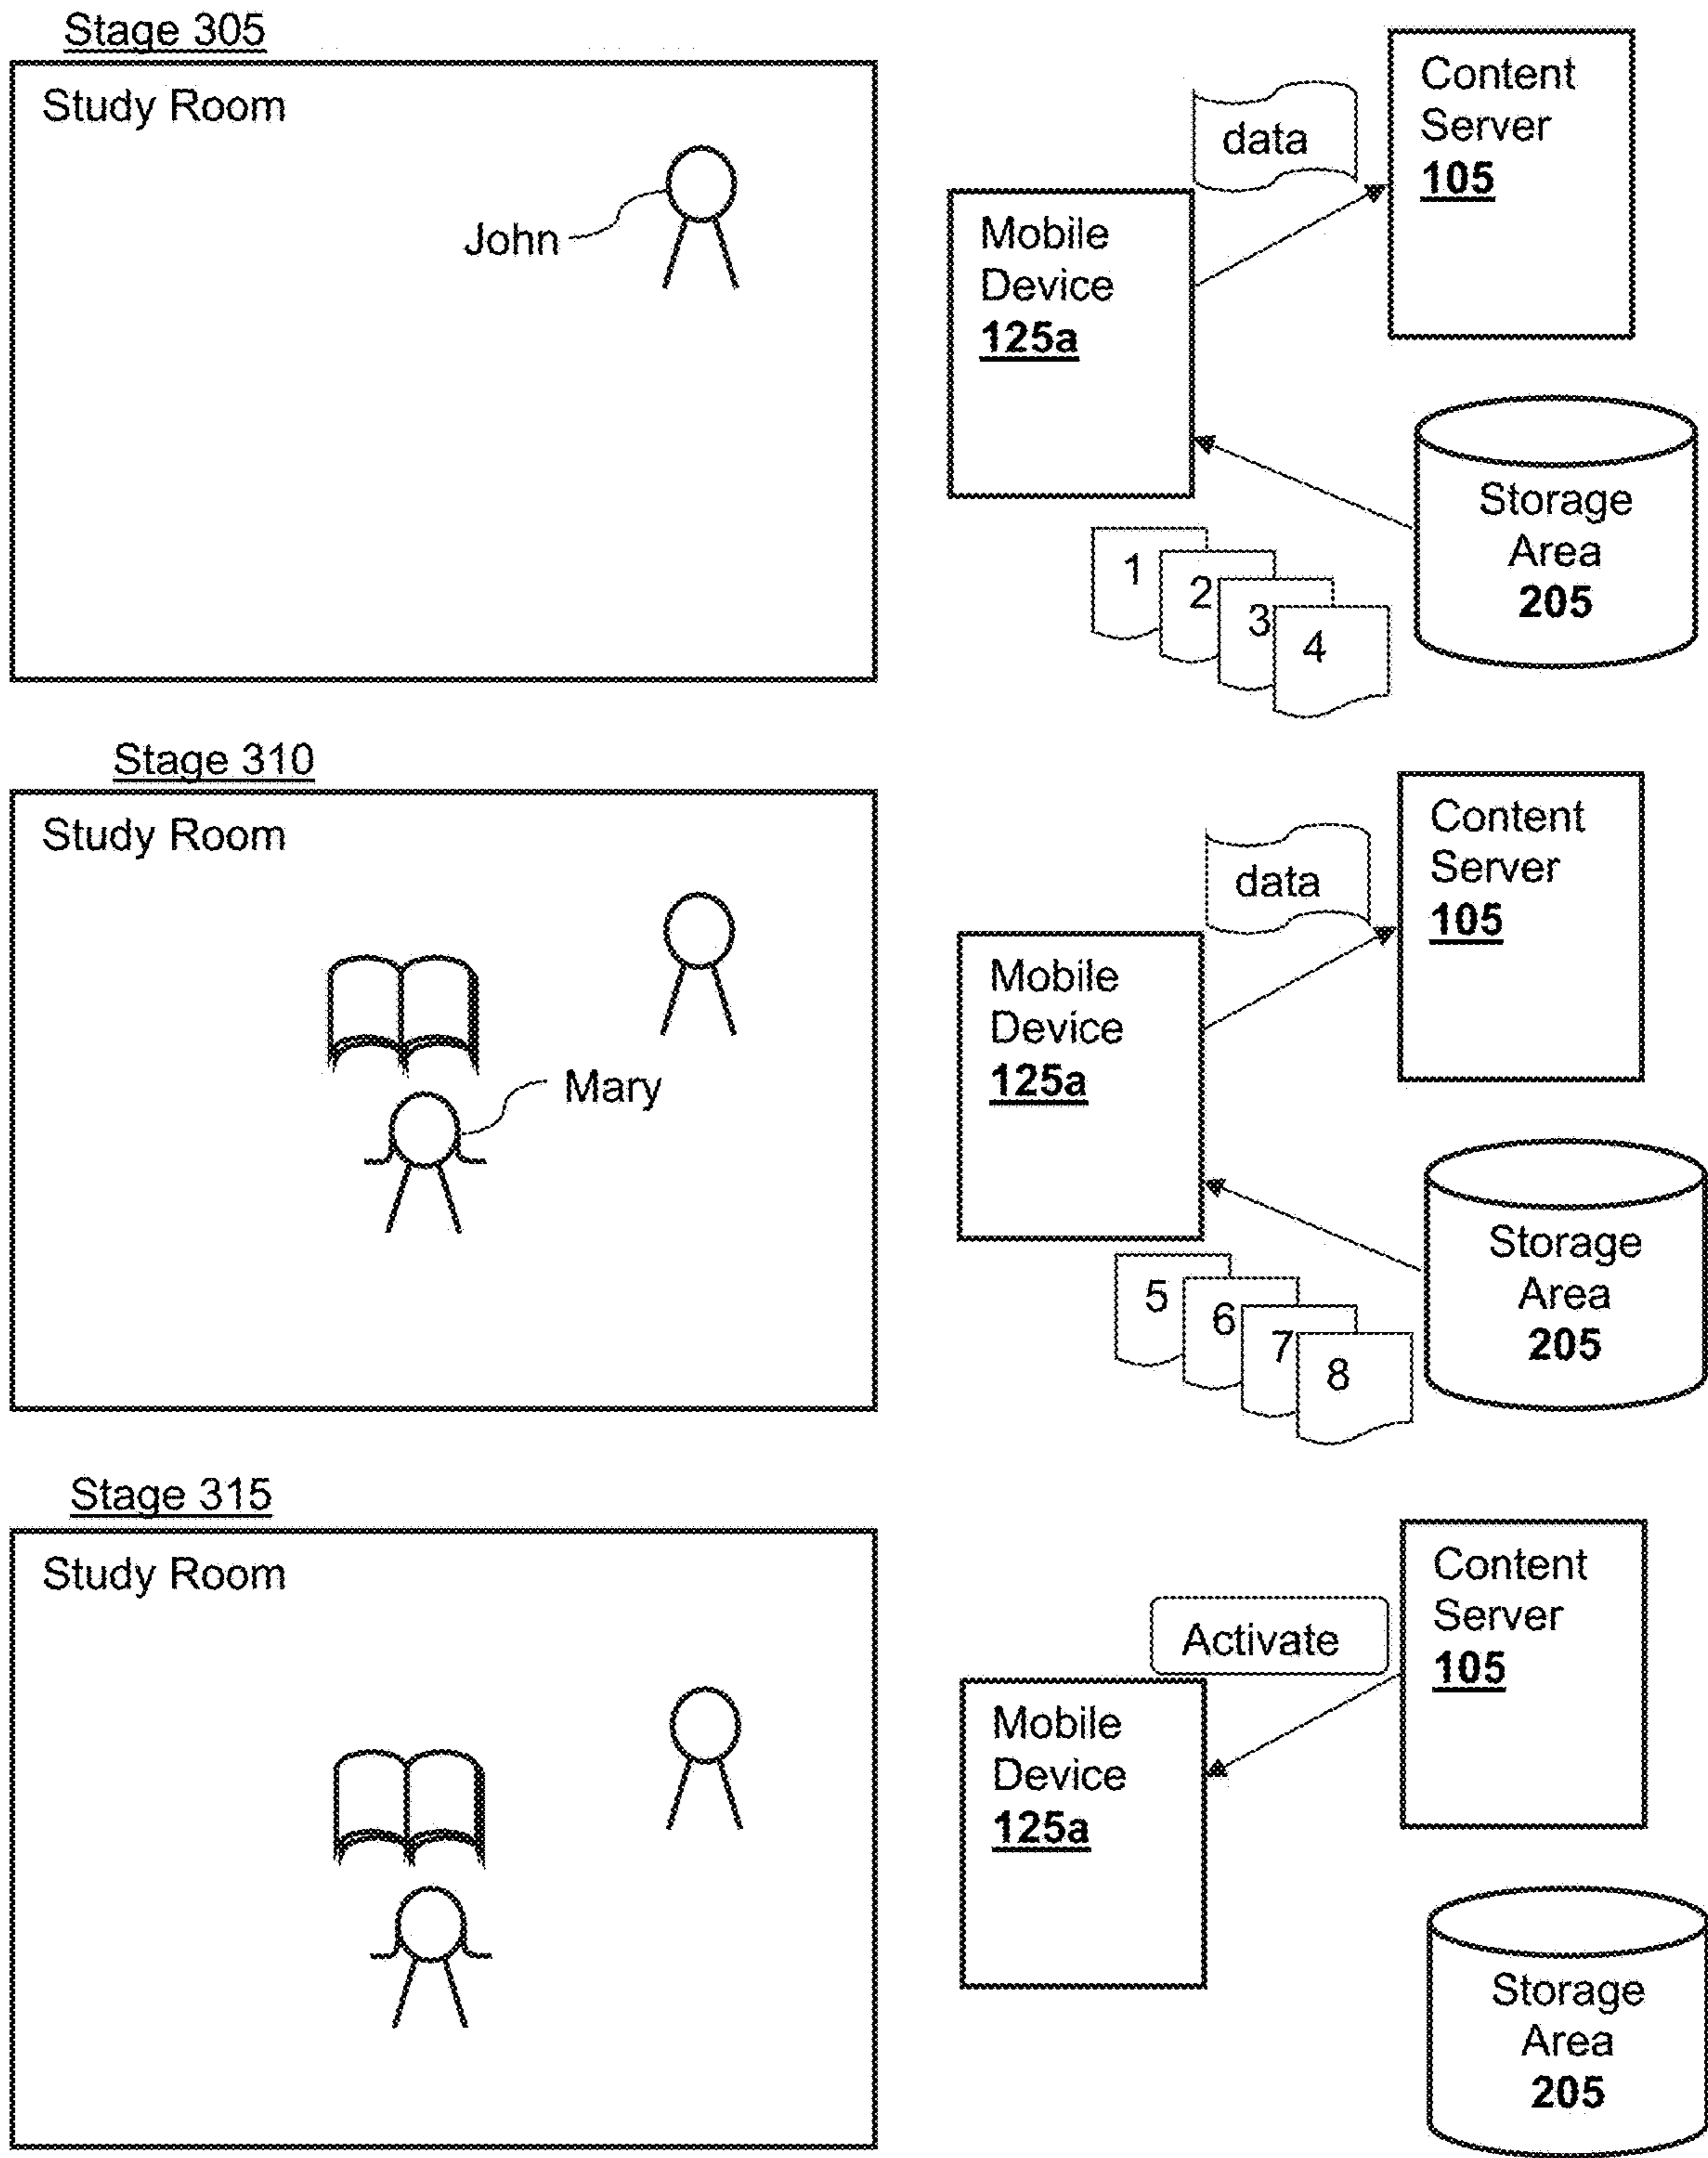 Stage 305
Study Room
John
data
Content
Server
105
Mobile
Device
125a
Storage
Area
205
1
2
3
4
Stage 310
Study Room
Mary
data
Content
Server
105
Mobile
Device
125a
Storage
Area
205
5
6
7
8
Stage 315
Study Room
Activate
Content
Server
105
Mobile
Device
125a
Storage
Area
205